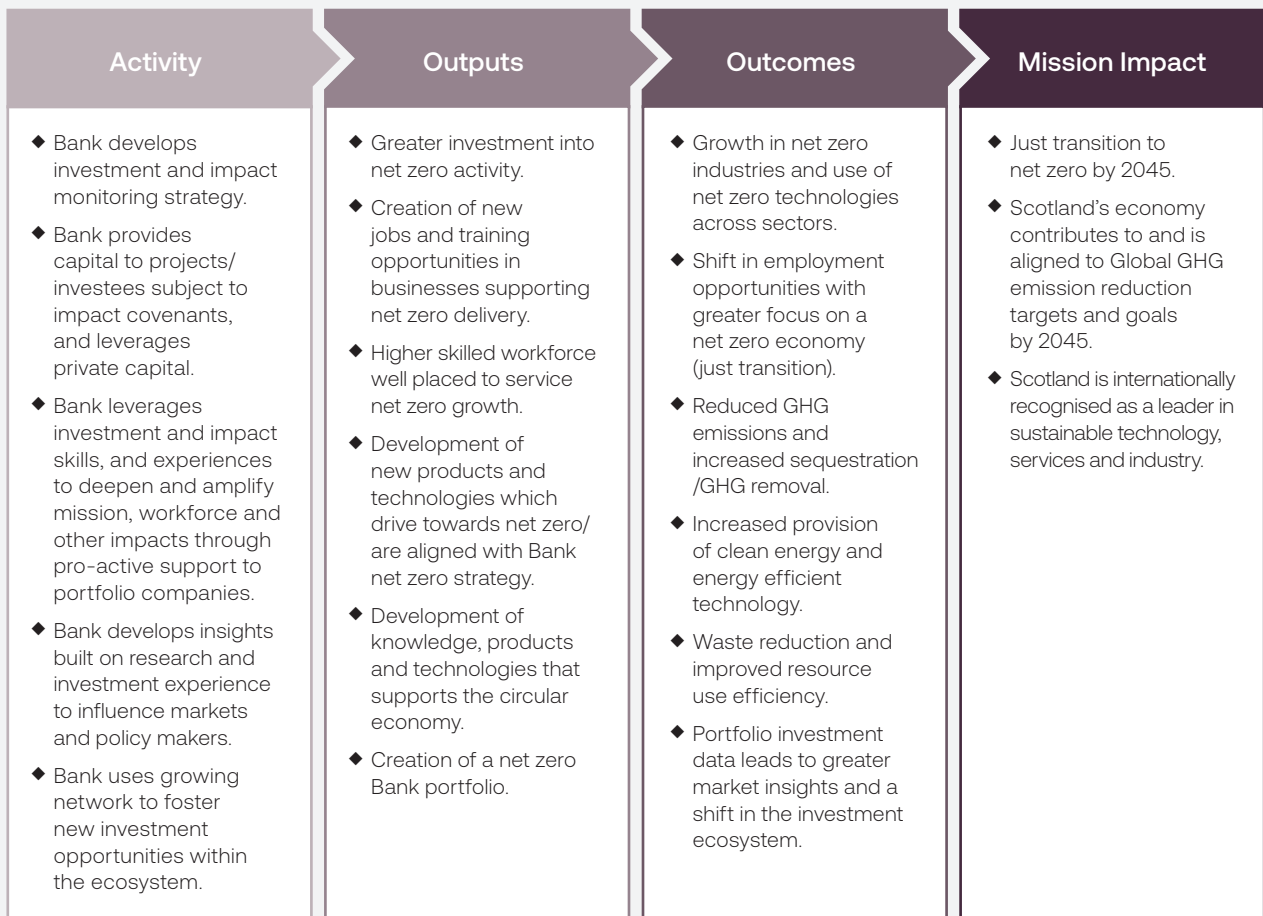 Activity
◆ Bank develops
investment and impact
monitoring strategy.
◆ Bank provides
capital to projects/
investees subject to
impact covenants,
and leverages
private capital.
◆ Bank leverages
investment and impact
skills, and experiences
to deepen and amplify
mission, workforce and
other impacts through
pro-active support to
portfolio companies.
◆ Bank develops insights
built on research and
investment experience
to influence markets
and policy makers.
◆ Bank uses growing
network to foster
new investment
opportunities within
the ecosystem.
Outputs
◆ Greater investment into
net zero activity.
◆ Creation of new
jobs and training
opportunities in
businesses supporting
net zero delivery.
◆ Higher skilled workforce
well placed to service
net zero growth.
◆ Development of
new products and
technologies which
drive towards net zero/
are aligned with Bank
net zero strategy.
◆ Development of
knowledge, products
and technologies that
supports the circular
economy.
◆ Creation of a net zero
Bank portfolio.
Outcomes
◆ Growth in net zero
industries and use of
net zero technologies
across sectors.
◆ Shift in employment
opportunities with
greater focus on a
net zero economy
(just transition).
◆ Reduced GHG
emissions and
increased sequestration
/GHG removal.
◆ Increased provision
of clean energy and
energy efficient
technology.
◆ Waste reduction and
improved resource
use efficiency.
◆ Portfolio investment
data leads to greater
market insights and a
shift in the investment
ecosystem.
Mission Impact
◆ Just transition to
net zero by 2045.
◆ Scotland's economy
contributes to and is
aligned to Global GHG
emission reduction
targets and goals
by 2045.
◆ Scotland is internationally
recognised as a leader in
sustainable technology,
services and industry.